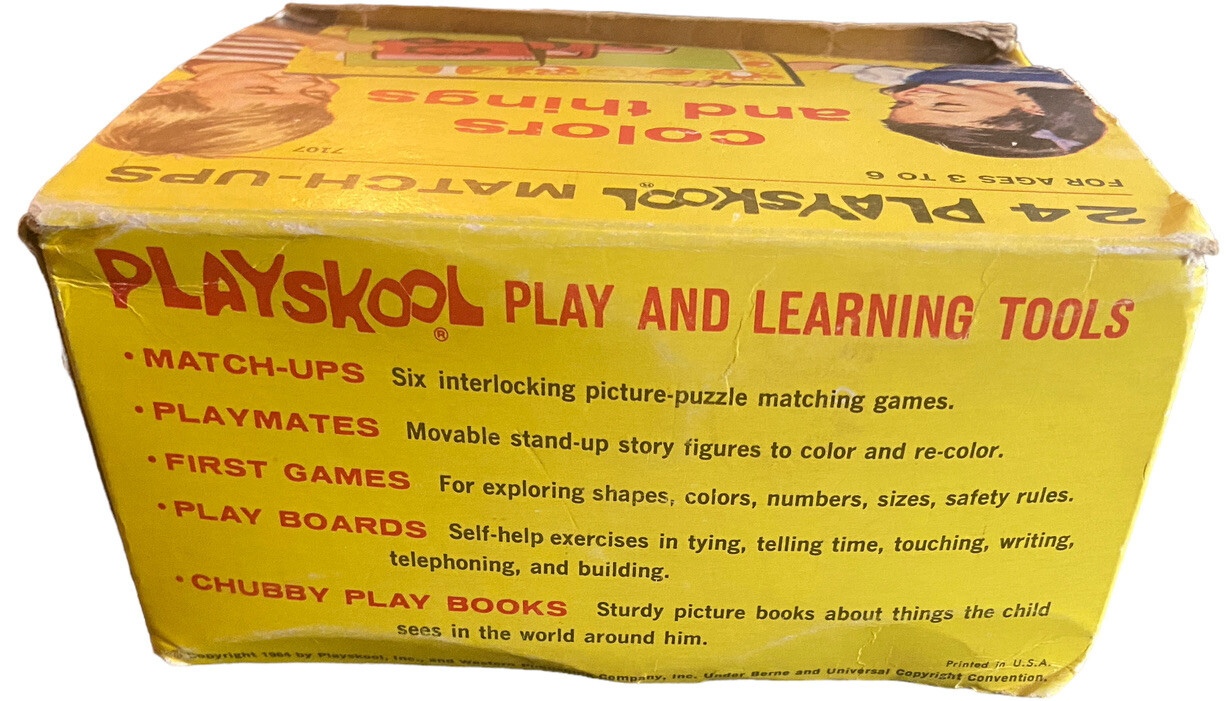 colors
and things
7107
24 PLAYSKOOL® MATCH-UPS
FOR AGES 3 TO 6
PLAYSKOOL® PLAY AND LEARNING TOOLS
• MATCH-UPS Six interlocking picture-puzzle matching games.
• PLAYMATES Movable stand-up story figures to color and re-color.
• FIRST GAMES For exploring shapes, colors, numbers, sizes, safety rules.
• PLAY BOARDS Self-help exercises in tying, telling time, touching, writing,
telephoning, and building.
• CHUBBY PLAY BOOKS Sturdy picture books about things the child
sees in the world around him.
Printed in U.S.A.
Copyright 1964 by Playskool, Inc., and Western Company, Inc. Under Berne and Universal Copyright Convention.